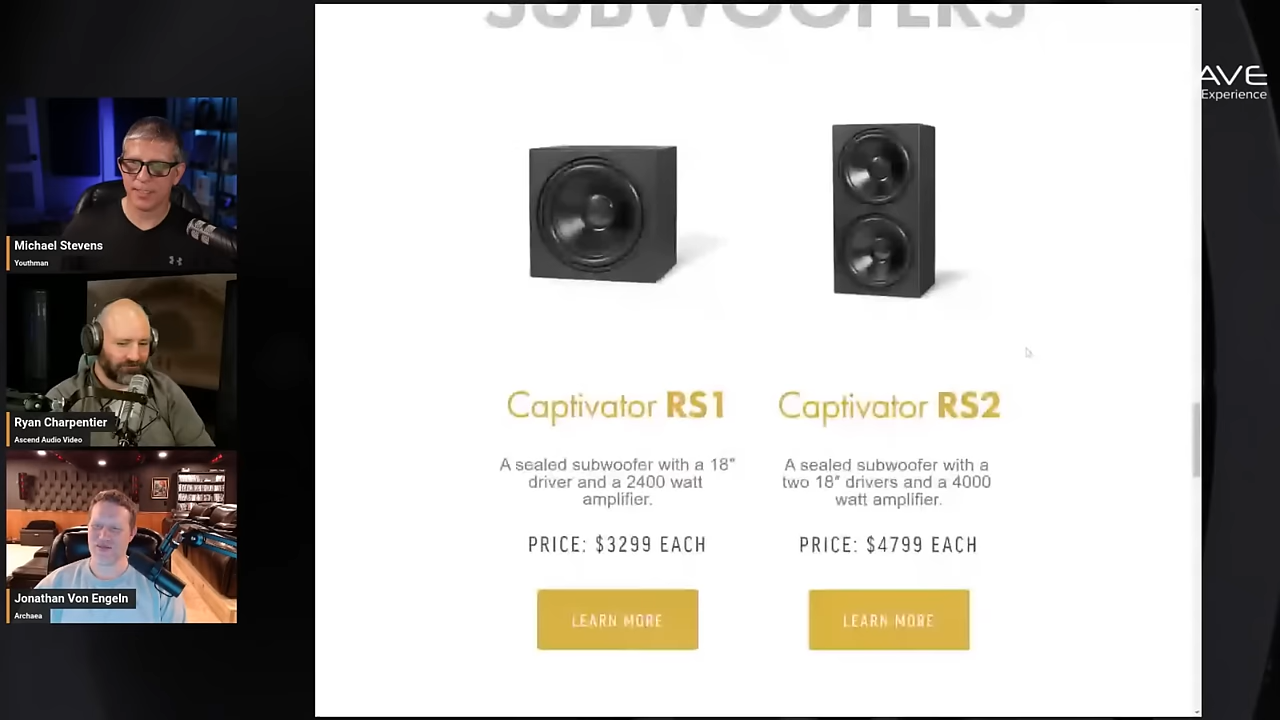 SUBWOOFERS
AVE
Experience
Michael Stevens
Youthman
Ryan Charpentier
Ascend Audio Video
Jonathan Von Engeln
Archaea
Captivator RS1
A sealed subwoofer with a 18″
driver and a 2400 watt
amplifier.
PRICE: $3299 EACH
LEARN MORE
Captivator RS2
A sealed subwoofer with a
two 18″ drivers and a 4000
watt amplifier.
PRICE: $4799 EACH
LEARN MORE